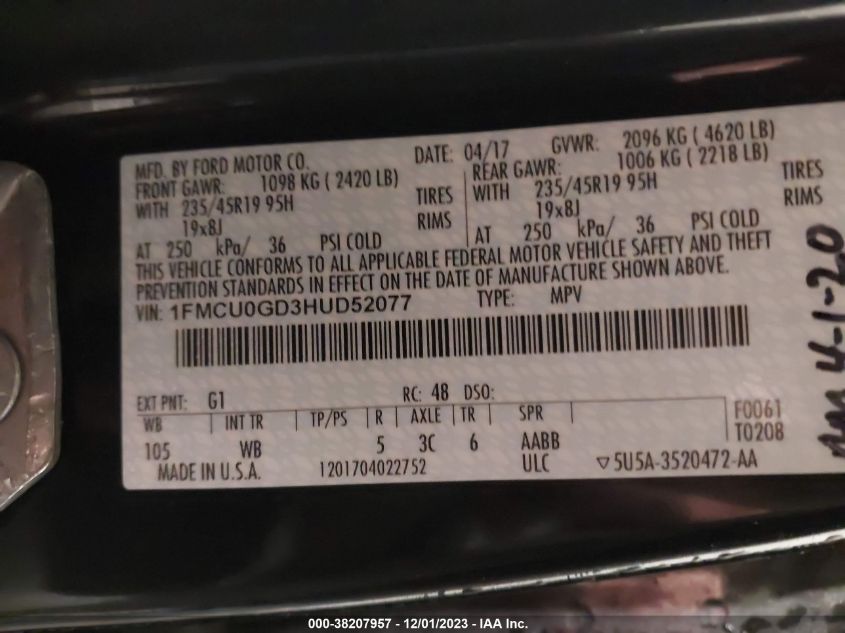 MFD. BY FORD MOTOR CO. DATE: 04/17 GVWR: 2096 KG ( 4620 LB)
FRONT GAWR: 1098 KG ( 2420 LB) REAR GAWR: 1006 KG ( 2218 LB)
WITH 235/45R19 95H TIRES WITH 235/45R19 95H TIRES
19x8J RIMS 19x8J RIMS
AT 250 kPa/ 36 PSI COLD AT 250 kPa/ 36 PSI COLD
THIS VEHICLE CONFORMS TO ALL APPLICABLE FEDERAL MOTOR VEHICLE SAFETY AND THEFT
PREVENTION STANDARDS IN EFFECT ON THE DATE OF MANUFACTURE SHOWN ABOVE.
VIN: 1FMCU0GD3HUD52077 TYPE: MPV
EXT PNT: G1 RC: 48 DSO:
WB INT TR TP/PS R AXLE TR SPR F0061
105 WB 5 3C 6 AABB T0208
MADE IN U.S.A. 1201704022752 ULC ▽5U5A-3520472-AA
4-1-20
000-38207957 - 12/01/2023 - IAA Inc.